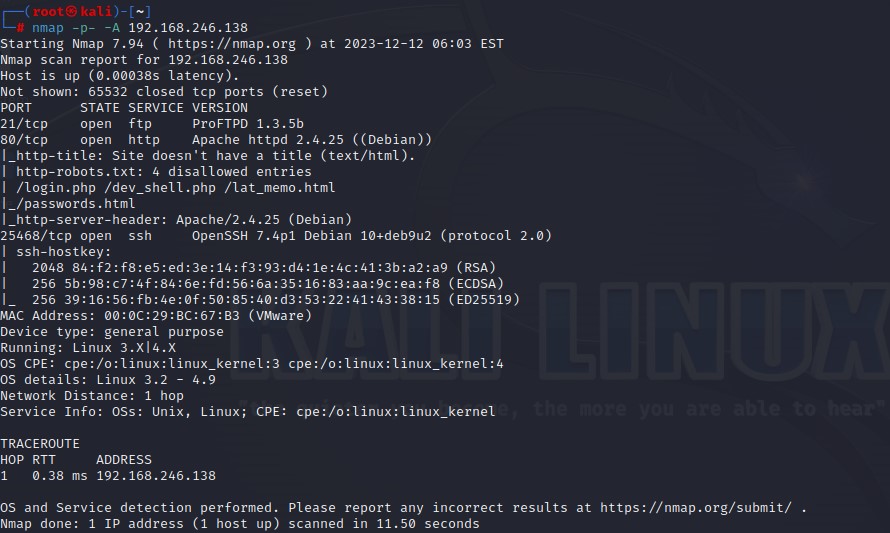 ┌──(root㉿kali)-[~]
└─# nmap -p- -A 192.168.246.138
Starting Nmap 7.94 ( https://nmap.org ) at 2023-12-12 06:03 EST
Nmap scan report for 192.168.246.138
Host is up (0.00038s latency).
Not shown: 65532 closed tcp ports (reset)
PORT      STATE SERVICE VERSION
21/tcp    open  ftp     ProFTPD 1.3.5b
80/tcp    open  http    Apache httpd 2.4.25 ((Debian))
|_http-title: Site doesn't have a title (text/html).
| http-robots.txt: 4 disallowed entries
| /login.php /dev_shell.php /lat_memo.html
|_/passwords.html
|_http-server-header: Apache/2.4.25 (Debian)
25468/tcp open  ssh     OpenSSH 7.4p1 Debian 10+deb9u2 (protocol 2.0)
| ssh-hostkey:
|   2048 84:f2:f8:e5:ed:3e:14:f3:93:d4:1e:4c:41:3b:a2:a9 (RSA)
|   256 5b:98:c7:4f:84:6e:fd:56:6a:35:16:83:aa:9c:ea:f8 (ECDSA)
|_  256 39:16:56:fb:4e:0f:50:85:40:d3:53:22:41:43:38:15 (ED25519)
MAC Address: 00:0C:29:BC:67:B3 (VMware)
Device type: general purpose
Running: Linux 3.X|4.X
OS CPE: cpe:/o:linux:linux_kernel:3 cpe:/o:linux:linux_kernel:4
OS details: Linux 3.2 - 4.9
Network Distance: 1 hop
Service Info: OSs: Unix, Linux; CPE: cpe:/o:linux:linux_kernel
KALI LINUX
the more you are able to hear"

TRACEROUTE
HOP RTT     ADDRESS
1   0.38 ms 192.168.246.138

OS and Service detection performed. Please report any incorrect results at https://nmap.org/submit/ .
Nmap done: 1 IP address (1 host up) scanned in 11.50 seconds